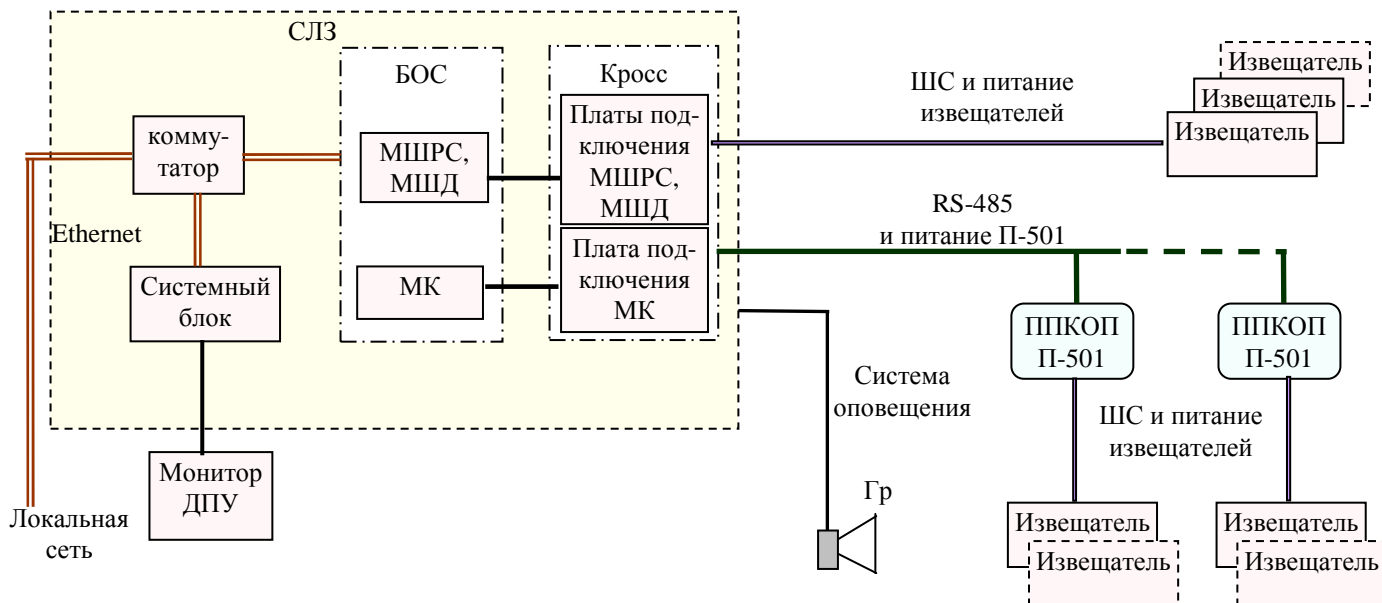 СЛЗ
БОС
Кросс
комму-
татор
МШРС,
МШД
Платы под-
ключения
МШРС,
МШД
Ethernet
Системный
блок
МК
Плата под-
ключения
МК
Монитор
ДПУ
Локальная
сеть
ШС и питание
извещателей
Извещатель
Извещатель
Извещатель
RS-485
и питание П-501
ППКОП
П-501
ППКОП
П-501
Система
оповещения
Гр
ШС и питание
извещателей
Извещатель
Извещатель
Извещатель
Извещатель